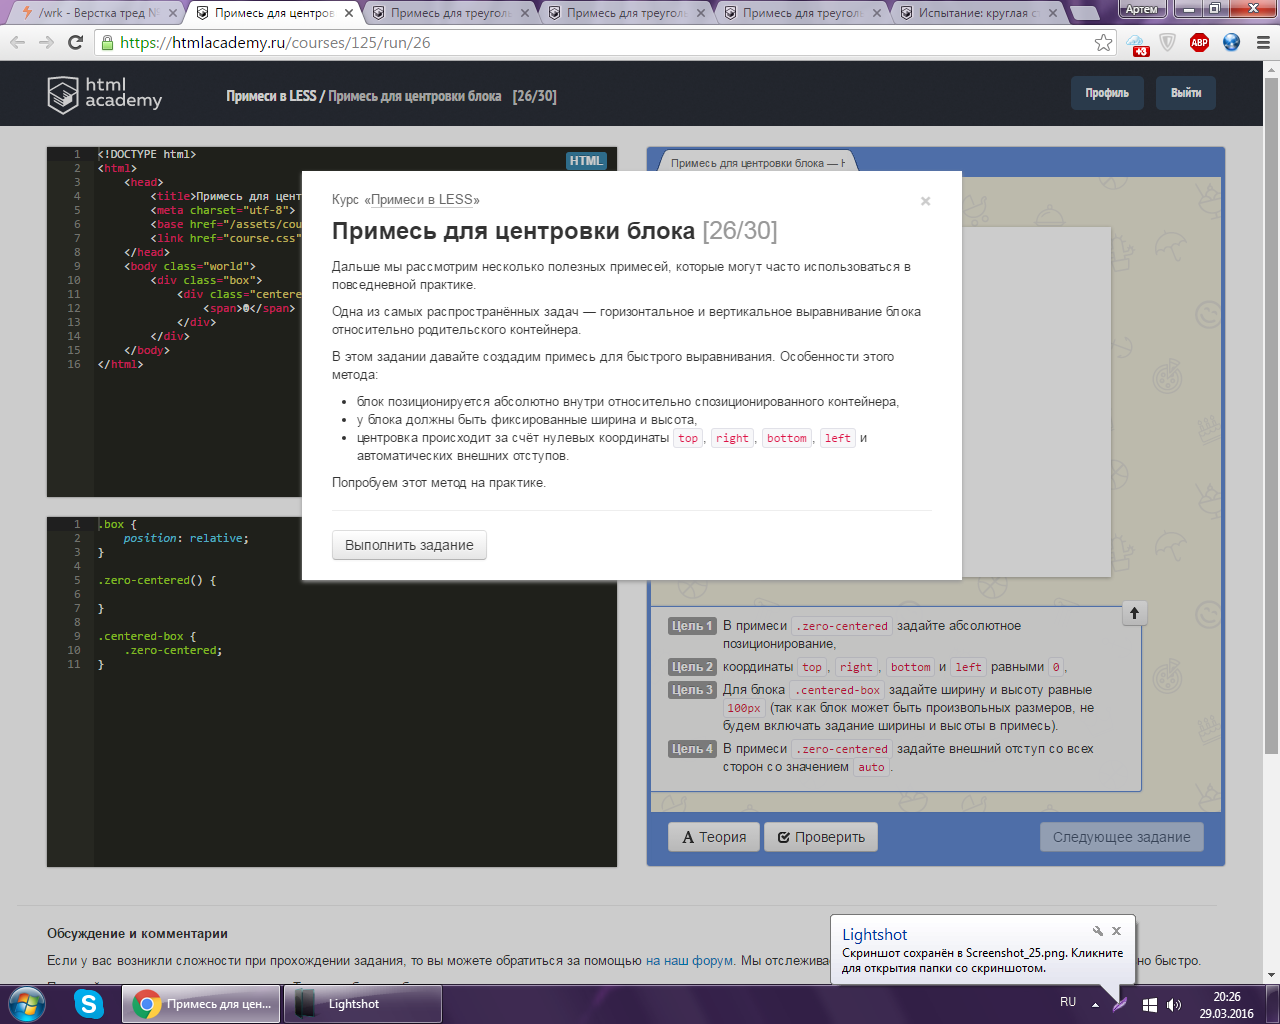 /wrk - Верстка тред №
Примесь для центров
Примесь для треуголь
Примесь для треуголь
Примесь для треуголь
Испытание: круглая с
Артем
https://htmlacademy.ru/courses/125/run/26
+3
ABP
html academy
Примеси в LESS / Примесь для центровки блока [26/30]
Профиль
Выйти
1 <!DOCTYPE html>
2 <html>
3 <head>
4 <title>Примесь для цент
5 <meta charset="utf-8">
6 <base href="/assets/cou
7 <link href="course.css"
8 </head>
9 <body class="world">
10 <div class="box">
11 <div class="centere
12 <span></span>
13 </div>
14 </div>
15 </body>
16 </html>
HTML
Примесь для центровки блока —
Курс «Примеси в LESS»
×
Примесь для центровки блока [26/30]
Дальше мы рассмотрим несколько полезных примесей, которые могут часто использоваться в
повседневной практике.
Одна из самых распространённых задач — горизонтальное и вертикальное выравнивание блока
относительно родительского контейнера.
В этом задании давайте создадим примесь для быстрого выравнивания. Особенности этого
метода:
• блок позиционируется абсолютно внутри относительно спозиционированного контейнера,
• у блока должны быть фиксированные ширина и высота,
• центровка происходит за счёт нулевых координаты top, right, bottom, left и
автоматических внешних отступов.
Попробуем этот метод на практике.
Выполнить задание
1 .box {
2 position: relative;
3 }
4
5 .zero-centered() {
6
7 }
8
9 .centered-box {
10 .zero-centered;
11 }
Цель 1 В примеси .zero-centered задайте абсолютное
позиционирование,
Цель 2 координаты top, right, bottom и left равными 0,
Цель 3 Для блока .centered-box задайте ширину и высоту равные
100px (так как блок может быть произвольных размеров, не
будем включать задание ширины и высоты в примесь).
Цель 4 В примеси .zero-centered задайте внешний отступ со всех
сторон со значением auto.
Теория
Проверить
Следующее задание
Обсуждение и комментарии
Если у вас возникли сложности при прохождении задания, то вы можете обратиться за помощью на наш форум. Мы отслежива
но быстро.
Lightshot
Скриншот сохранён в Screenshot_25.png. Кликните
для открытия папки со скриншотом.
Примесь для цен...
Lightshot
RU
20:26
29.03.2016